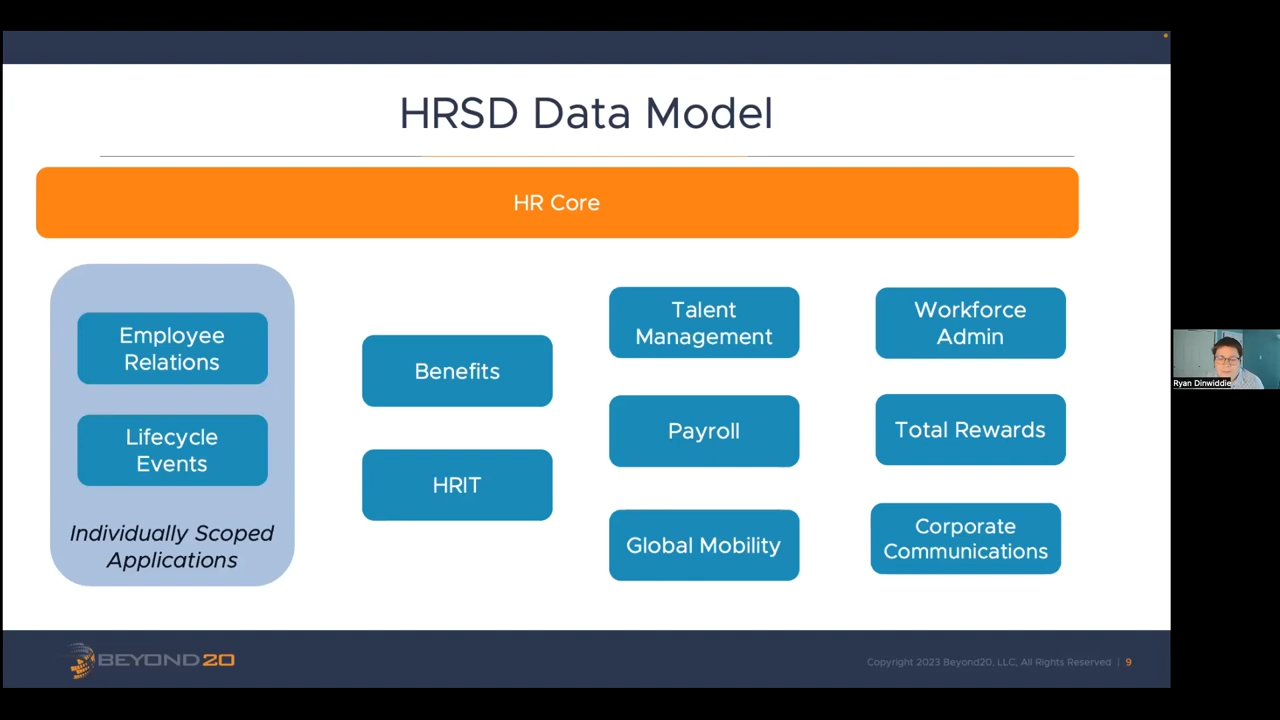 HRSD Data Model
HR Core
Employee
Relations
Lifecycle
Events
Individually Scoped
Applications
Benefits
HRIT
Talent
Management
Payroll
Global Mobility
Workforce
Admin
Total Rewards
Corporate
Communications
Ryan Dinwiddie
BEYOND20
Copyright 2023 Beyond20, LLC, All Rights Reserved | 9